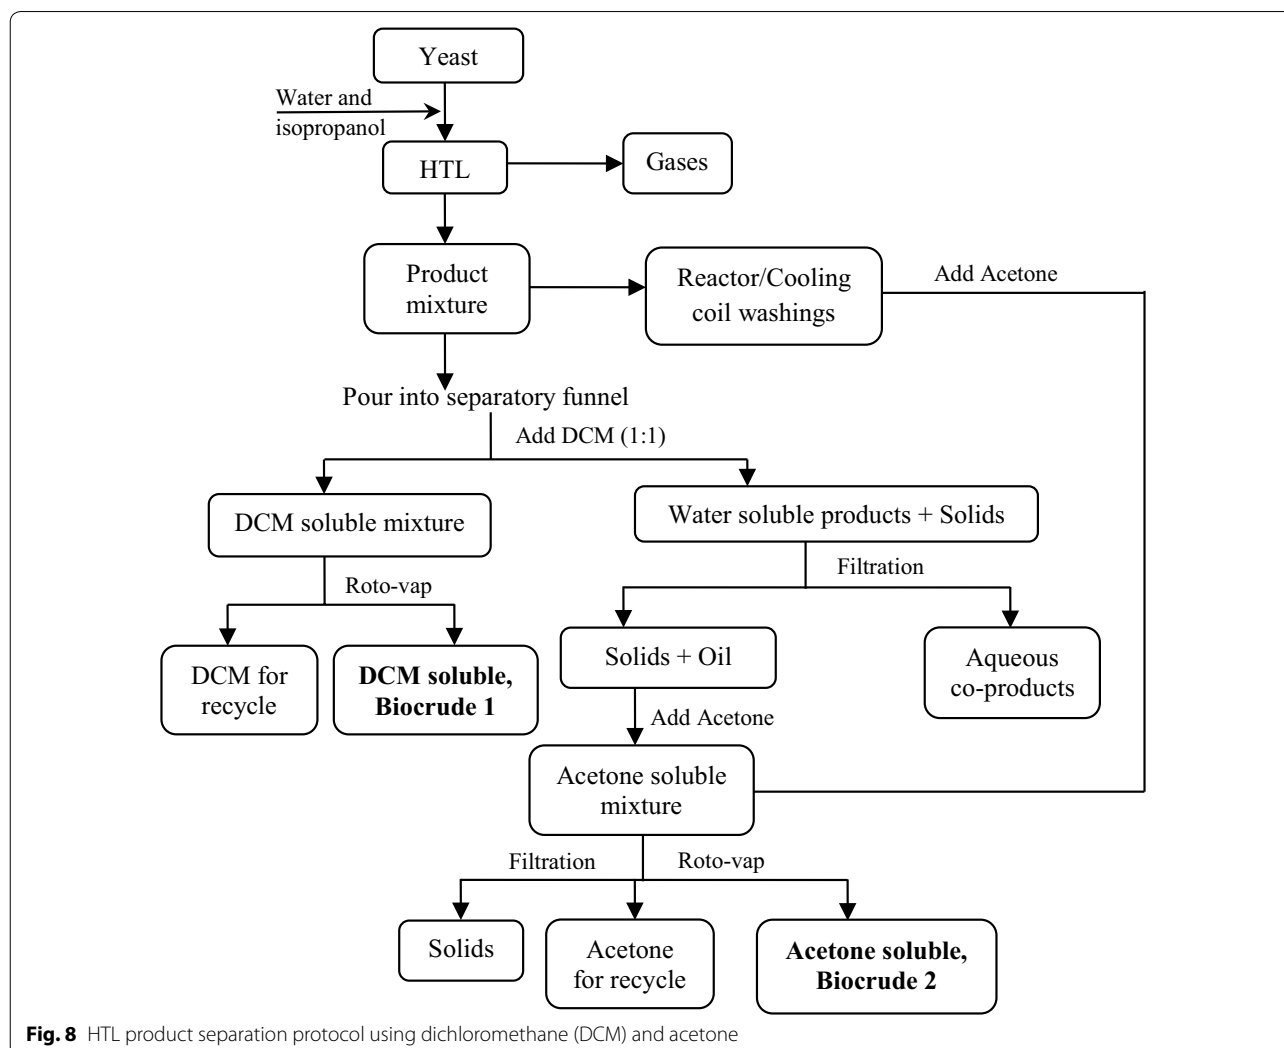 Yeast
Water and
isopropanol
HTL
Gases
Product
mixture
Reactor/Cooling
coil washings
Add Acetone
Pour into separatory funnel
Add DCM (1:1)
DCM soluble mixture
Water soluble products + Solids
Roto-vap
Filtration
DCM for
recycle
DCM soluble,
Biocrude 1
Solids + Oil
Aqueous
co-products
Add Acetone
Acetone soluble
mixture
Filtration
Roto-vap
Solids
Acetone
for recycle
Acetone soluble,
Biocrude 2
Fig. 8 HTL product separation protocol using dichloromethane (DCM) and acetone